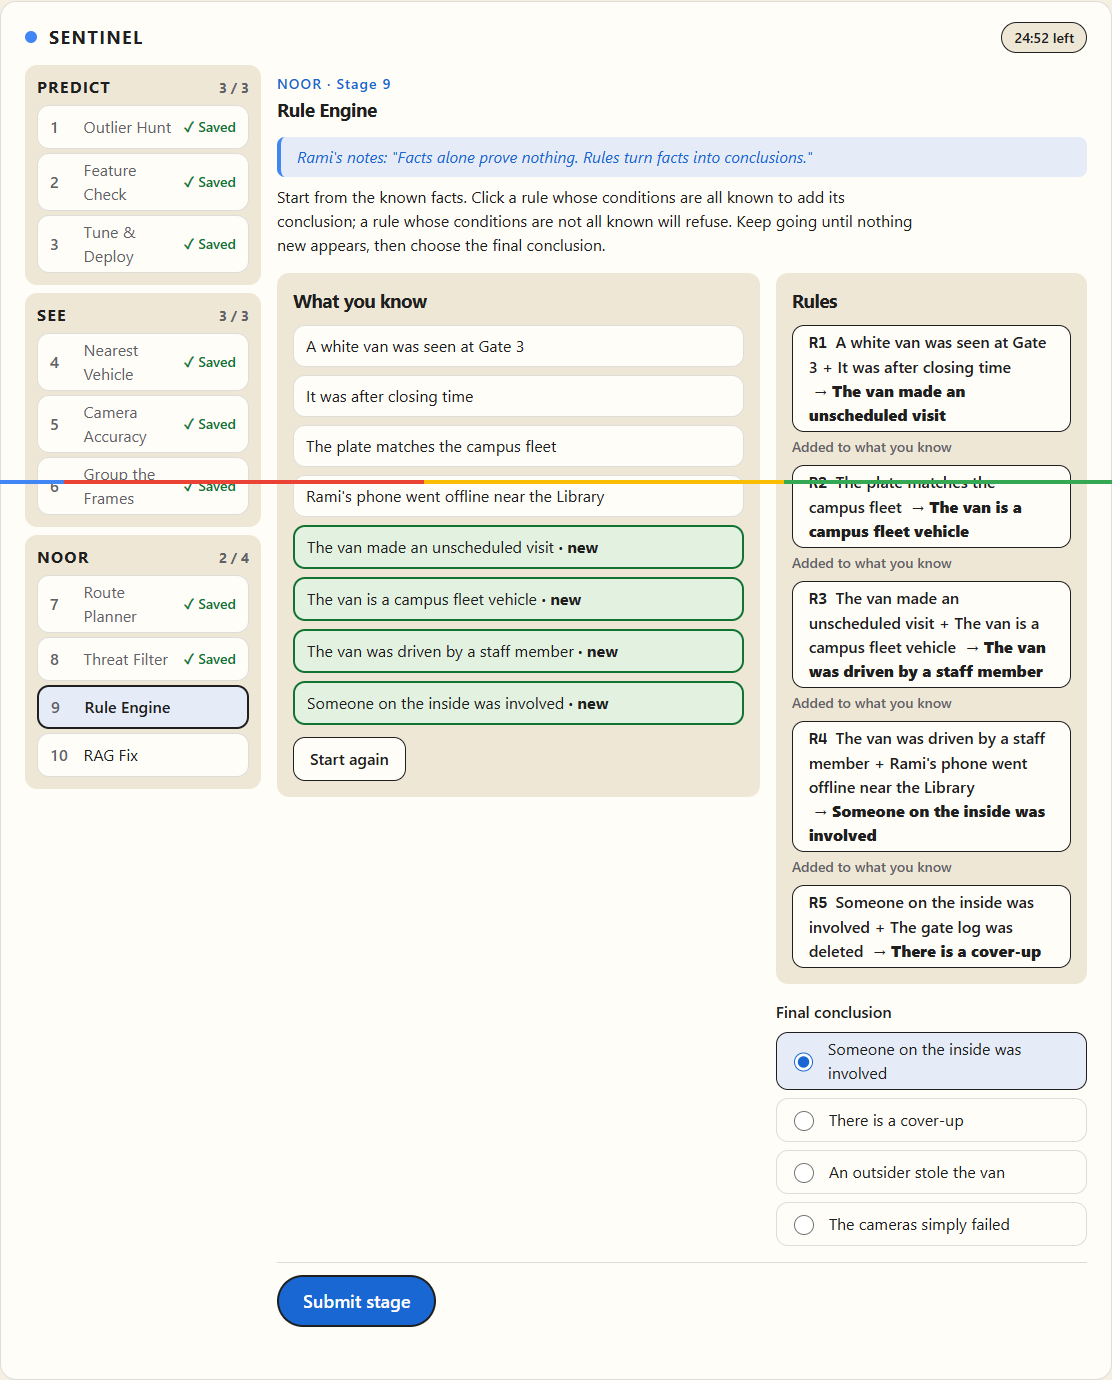 SENTINEL
24:52 left
PREDICT 3 / 3
1 Outlier Hunt ✓ Saved
2 Feature Check ✓ Saved
3 Tune & Deploy ✓ Saved
SEE 3 / 3
4 Nearest Vehicle ✓ Saved
5 Camera Accuracy ✓ Saved
6 Group the Frames ✓ Saved
NOOR 2 / 4
7 Route Planner ✓ Saved
8 Threat Filter ✓ Saved
9 Rule Engine
10 RAG Fix
NOOR · Stage 9
Rule Engine
Rami's notes: "Facts alone prove nothing. Rules turn facts into conclusions."
Start from the known facts. Click a rule whose conditions are all known to add its
conclusion; a rule whose conditions are not all known will refuse. Keep going until nothing
new appears, then choose the final conclusion.
What you know
A white van was seen at Gate 3
It was after closing time
The plate matches the campus fleet
Rami's phone went offline near the Library
The van made an unscheduled visit • new
The van is a campus fleet vehicle • new
The van was driven by a staff member • new
Someone on the inside was involved • new
Start again
Rules
R1 A white van was seen at Gate
3 + It was after closing time
→ The van made an
unscheduled visit
Added to what you know
R2 The plate matches the
campus fleet → The van is a
campus fleet vehicle
Added to what you know
R3 The van made an
unscheduled visit + The van is a
campus fleet vehicle → The van
was driven by a staff member
Added to what you know
R4 The van was driven by a staff
member + Rami's phone went
offline near the Library
→ Someone on the inside was
involved
Added to what you know
R5 Someone on the inside was
involved + The gate log was
deleted → There is a cover-up
Final conclusion
Someone on the inside was
involved
There is a cover-up
An outsider stole the van
The cameras simply failed
Submit stage